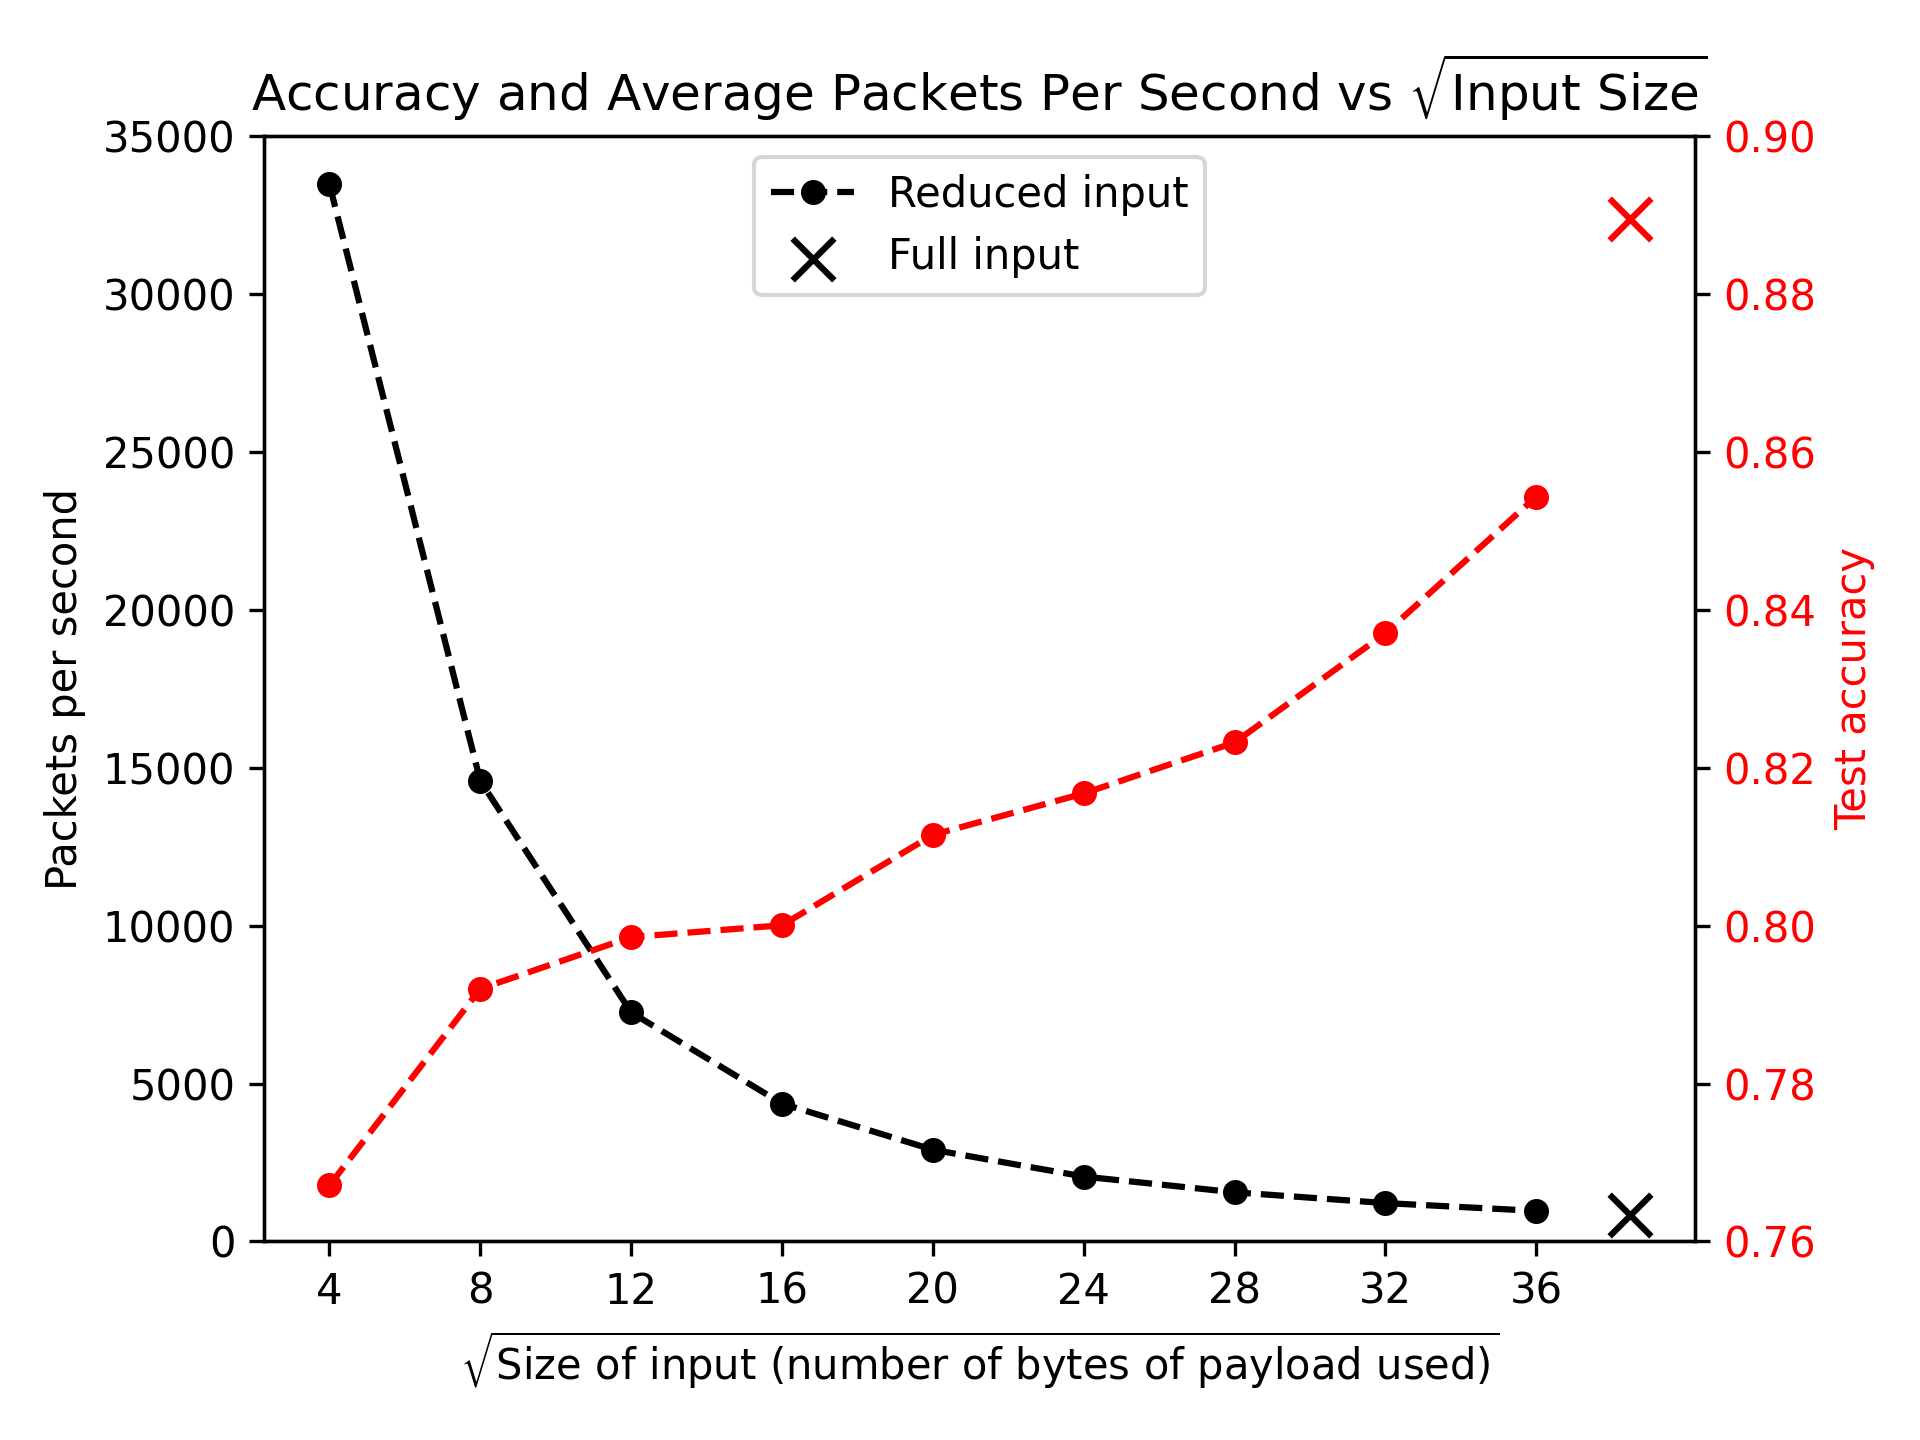 Accuracy and Average Packets Per Second vs √Input Size
35000
30000
25000
20000
15000
10000
5000
0
Packets per second
Reduced input
Full input
0.90
0.88
0.86
0.84
0.82
0.80
0.78
0.76
Test accuracy
4 8 12 16 20 24 28 32 36
√Size of input (number of bytes of payload used)